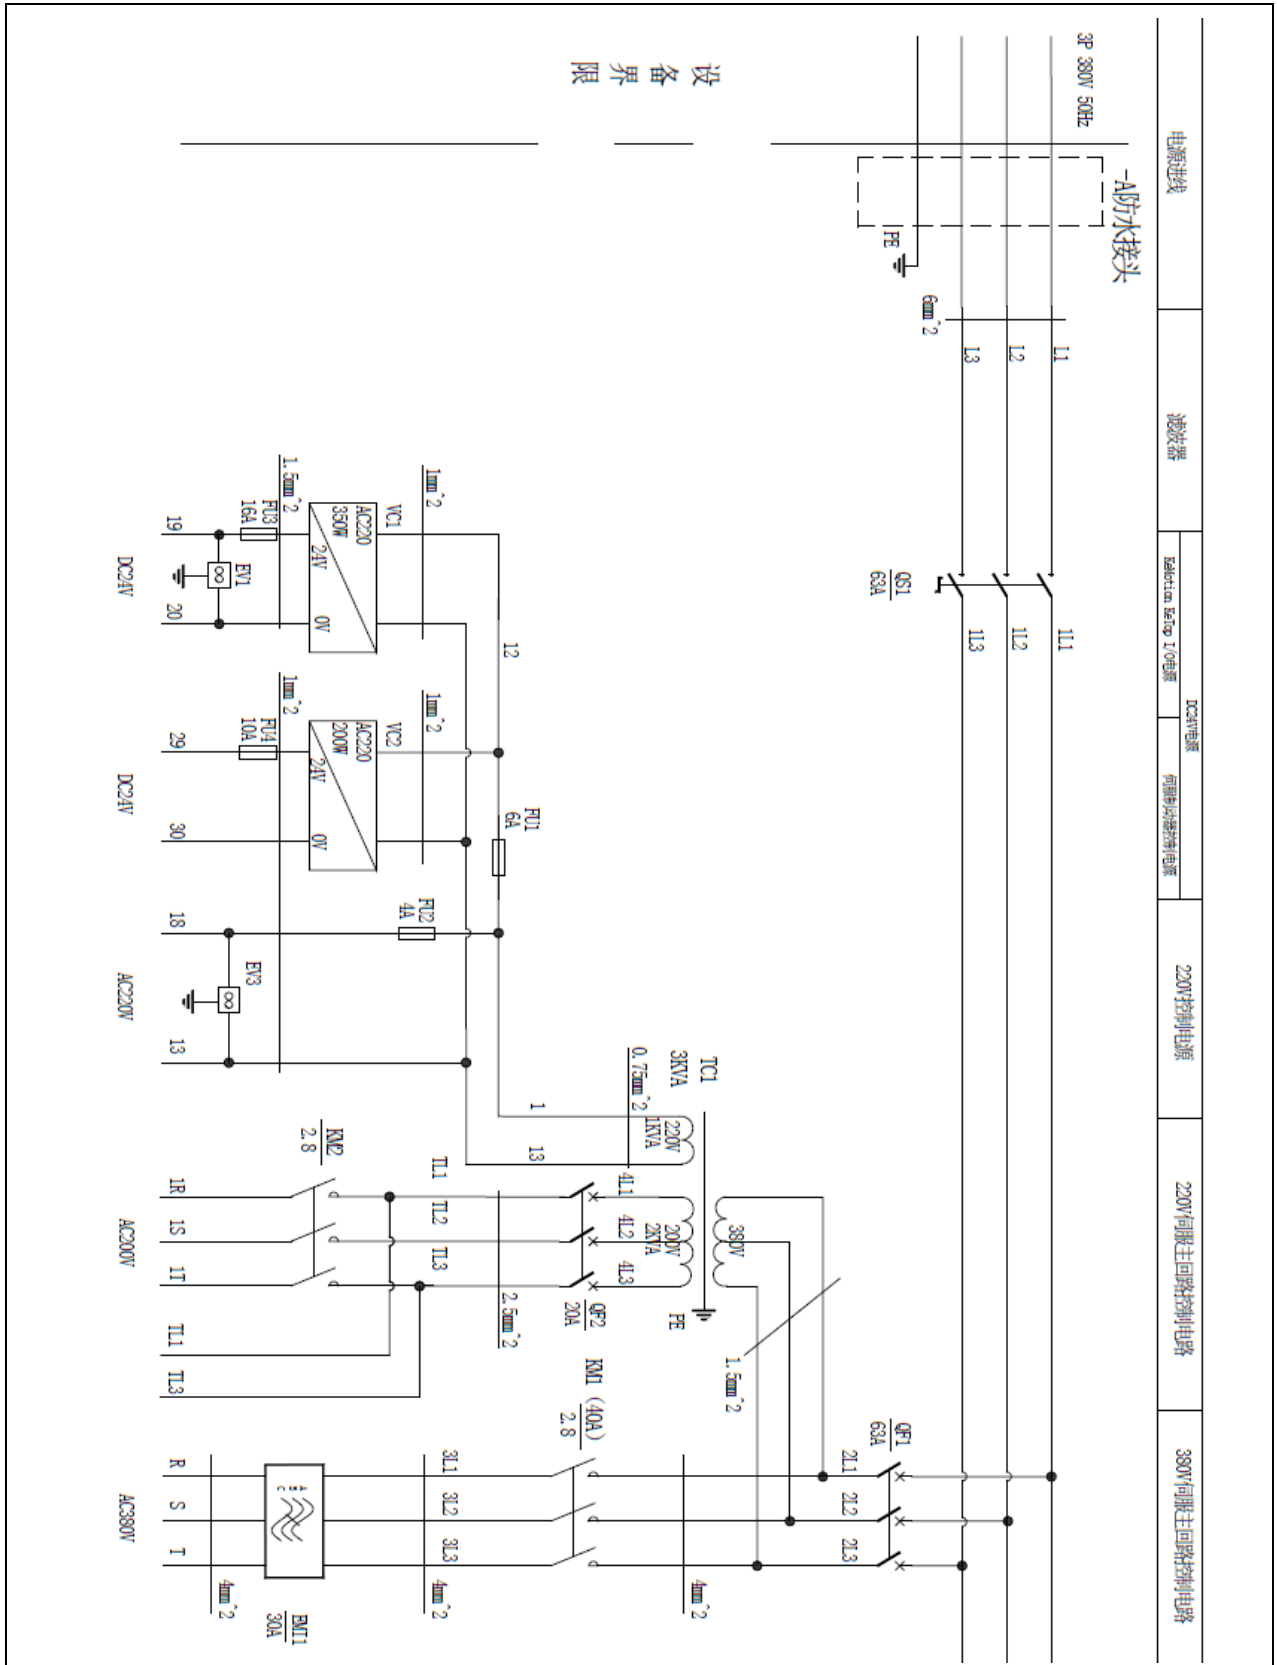 电源进线
滤波器
DC24V电源
KeMotion KeTop I/O电源
伺服制动器控制电源
220V控制电源
220V伺服主回路控制电路
380V伺服主回路控制电路
3P 380V 50Hz
-A防水接头
设备界限
PE
6mm^2
L1
L2
L3
QS1
63A
1L1
1L2
1L3
1mm^2
VC1
AC220
350W
24V
0V
1.5mm^2
FU3
16A
EV1
19
20
DC24V
12
1mm^2
VC2
AC220
200W
24V
0V
1mm^2
FU4
10A
29
30
DC24V
FU1
6A
FU2
4A
EV3
18
13
AC220V
TC1
3KVA
0.75mm^2
220V
1KVA
1
13
380V
200V
2KVA
PE
4L1
4L2
4L3
QF2
20A
2.5mm^2
TL1
TL2
TL3
KM2
2.8
1R
1S
1T
AC200V
TL1
TL3
1.5mm^2
QF1
63A
2L1
2L2
2L3
4mm^2
KM1 (40A)
2.8
3L1
3L2
3L3
4mm^2
A
B
C
EMI1
30A
4mm^2
R
S
T
AC380V